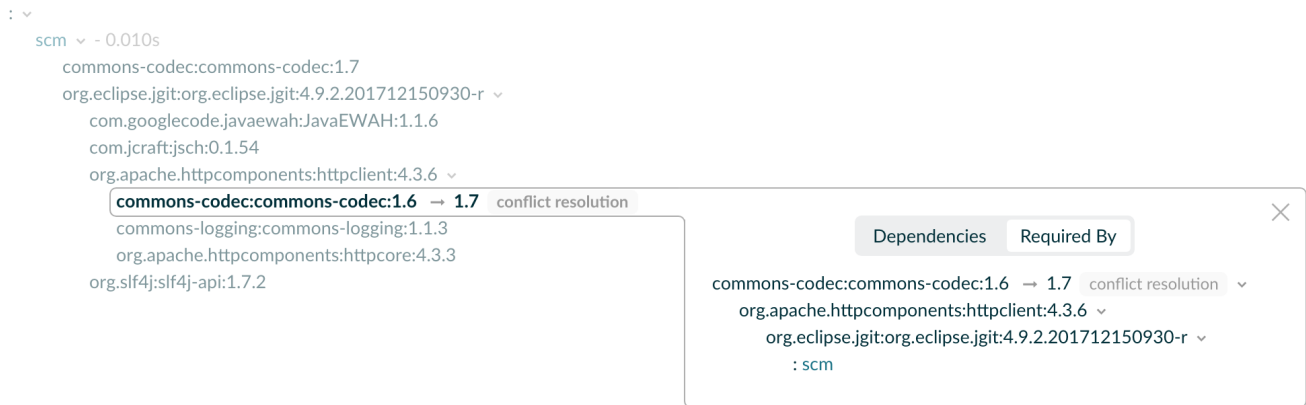 :
scm - 0.010s
commons-codec:commons-codec:1.7
org.eclipse.jgit:org.eclipse.jgit:4.9.2.201712150930-r
com.googlecode.javaewah:JavaEWAH:1.1.6
com.jcraft:jsch:0.1.54
org.apache.httpcomponents:httpclient:4.3.6
commons-codec:commons-codec:1.6 → 1.7 conflict resolution
commons-logging:commons-logging:1.1.3
org.apache.httpcomponents:httpcore:4.3.3
org.slf4j:slf4j-api:1.7.2
Dependencies Required By
commons-codec:commons-codec:1.6 → 1.7 conflict resolution
org.apache.httpcomponents:httpclient:4.3.6
org.eclipse.jgit:org.eclipse.jgit:4.9.2.201712150930-r
: scm